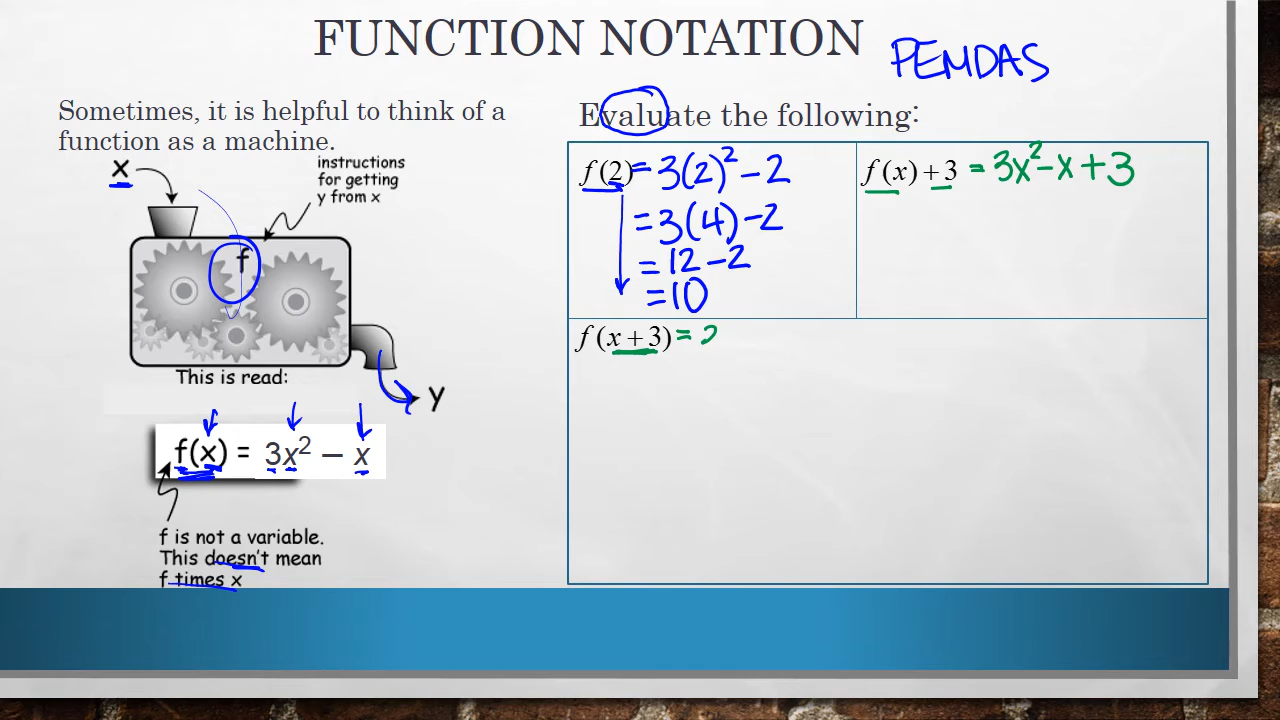 FUNCTION NOTATION
PEMDAS
Sometimes, it is helpful to think of a
function as a machine.
x
instructions
for getting
y from x
f
y
This is read:
f(x) = 3x² − x
f is not a variable.
This doesn't mean
f times x
Evaluate the following:
f(2) = 3(2)² − 2
= 3(4) − 2
= 12 − 2
= 10
f(x) + 3 = 3x² − x + 3
f(x + 3) =